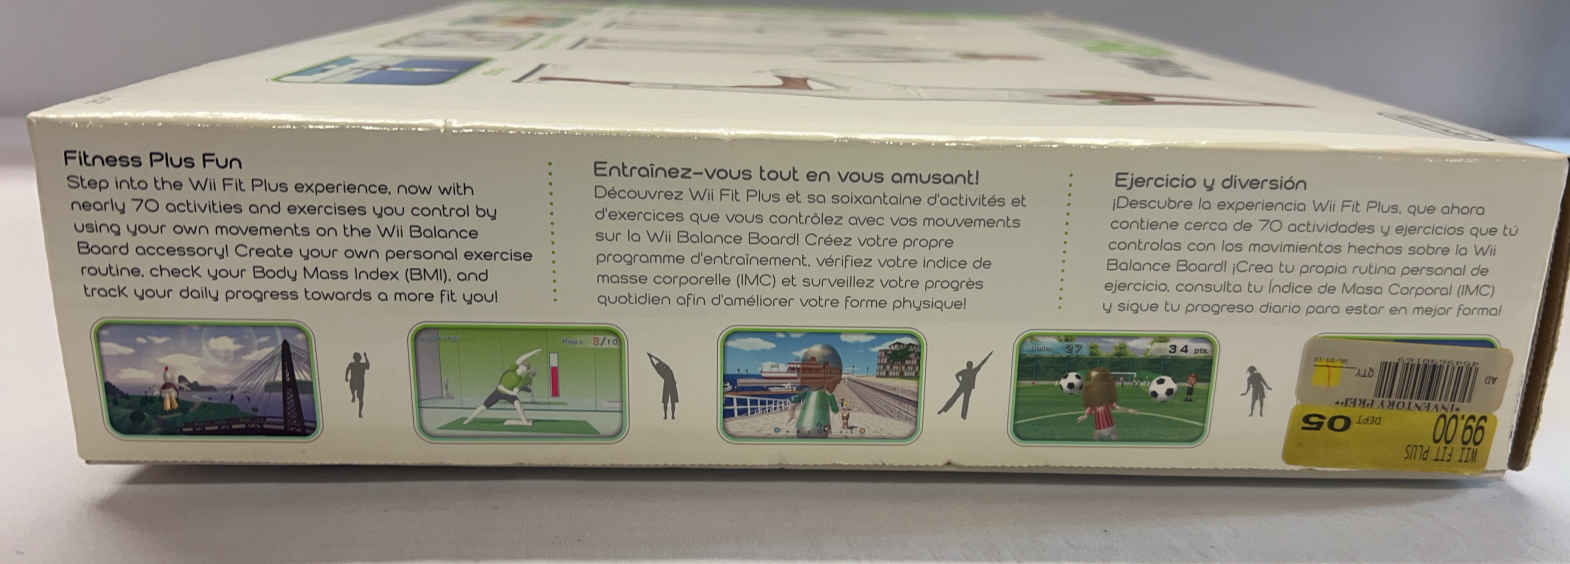 Fitness Plus Fun
Step into the Wii Fit Plus experience, now with
nearly 70 activities and exercises you control by
using your own movements on the Wii Balance
Board accessory! Create your own personal exercise
routine, check your Body Mass Index (BMI), and
track your daily progress towards a more fit you!
Entraînez-vous tout en vous amusant!
Découvrez Wii Fit Plus et sa soixantaine d'activités et
d'exercices que vous contrôlez avec vos mouvements
sur la Wii Balance Board! Créez votre propre
programme d'entraînement, vérifiez votre indice de
masse corporelle (IMC) et surveillez votre progrès
quotidien afin d'améliorer votre forme physique!
Ejercicio y diversión
¡Descubre la experiencia Wii Fit Plus, que ahora
contiene cerca de 70 actividades y ejercicios que tú
controlas con los movimientos hechos sobre la Wii
Balance Board! ¡Crea tu propia rutina personal de
ejercicio, consulta tu Índice de Masa Corporal (IMC)
y sigue tu progreso diario para estar en mejor forma!
8/10
97
34 pts.
WII FIT PLUS
99.00
DEPT 05
*INVENTORY PREP**
AD
QTY